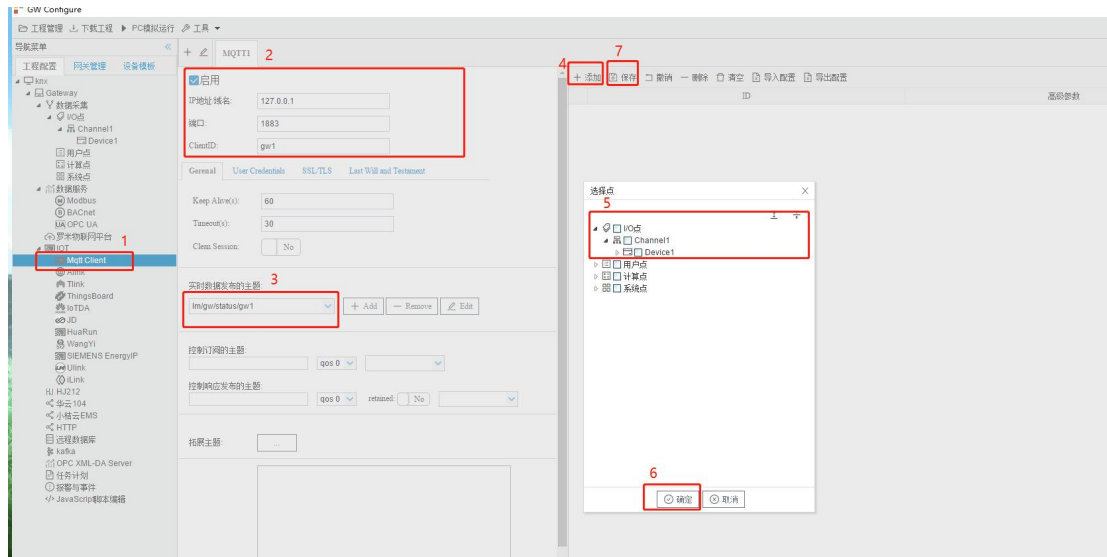 GW Configure
工程管理 下载工程 PC模拟运行 工具
导航菜单
工程配置 网关管理 设备模板
knx
Gateway
数据采集
I/O点
Channel1
Device1
用户点
计算点
系统点
数据服务
Modbus
BACnet
OPC UA
罗米物联网平台
1
IOT
Mqtt Client
Alink
Tlink
ThingsBoard
IoTDA
JD
HuaRun
WangYi
SIEMENS EnergyIP
Ulink
iLink
HJ HJ212
华云104
小桔云EMS
HTTP
远程数据库
kafka
OPC XML-DA Server
任务计划
报警与事件
JavaScript脚本编辑
MQTT1
2
启用
IP地址/域名: 127.0.0.1
端口: 1883
ClientID: gw1
Gereral User Credentials SSL/TLS Last Will and Testament
Keep Alive(s): 60
Timeout(s): 30
Clean Session: No
实时数据发布的主题: 3
lm/gw/status/gw1 Add Remove Edit
控制订阅的主题:
qos 0
控制响应发布的主题:
qos 0 retained: No
拓展主题: ...
4 7
添加 保存 撤销 删除 清空 导入配置 导出配置
ID 高级参数
选择点
5
I/O点
Channel1
Device1
用户点
计算点
系统点
6
确定 取消